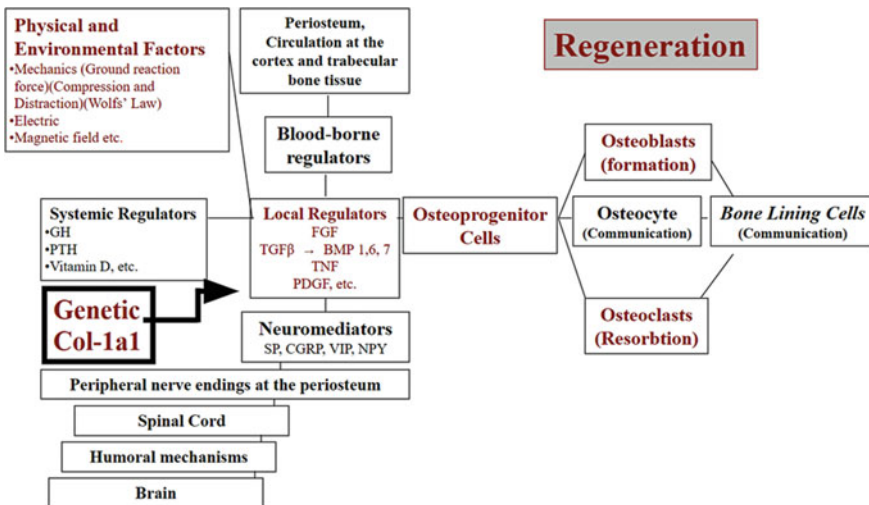 Physical and
Environmental Factors
•Mechanics (Ground reaction
force)(Compression and
Distraction)(Wolfs' Law)
•Electric
•Magnetic field etc.
Periosteum,
Circulation at the
cortex and trabecular
bone tissue
Regeneration
Blood-borne
regulators
Systemic Regulators
•GH
•PTH
•Vitamin D, etc.
Local Regulators
FGF
TGFβ → BMP 1,6, 7
TNF
PDGF, etc.
Osteoprogenitor
Cells
Osteoblasts
(formation)
Osteocyte
(Communication)
Bone Lining Cells
(Communication)
Osteoclasts
(Resorbtion)
Genetic
Col-1a1
Neuromediators
SP, CGRP, VIP, NPY
Peripheral nerve endings at the periosteum
Spinal Cord
Humoral mechanisms
Brain